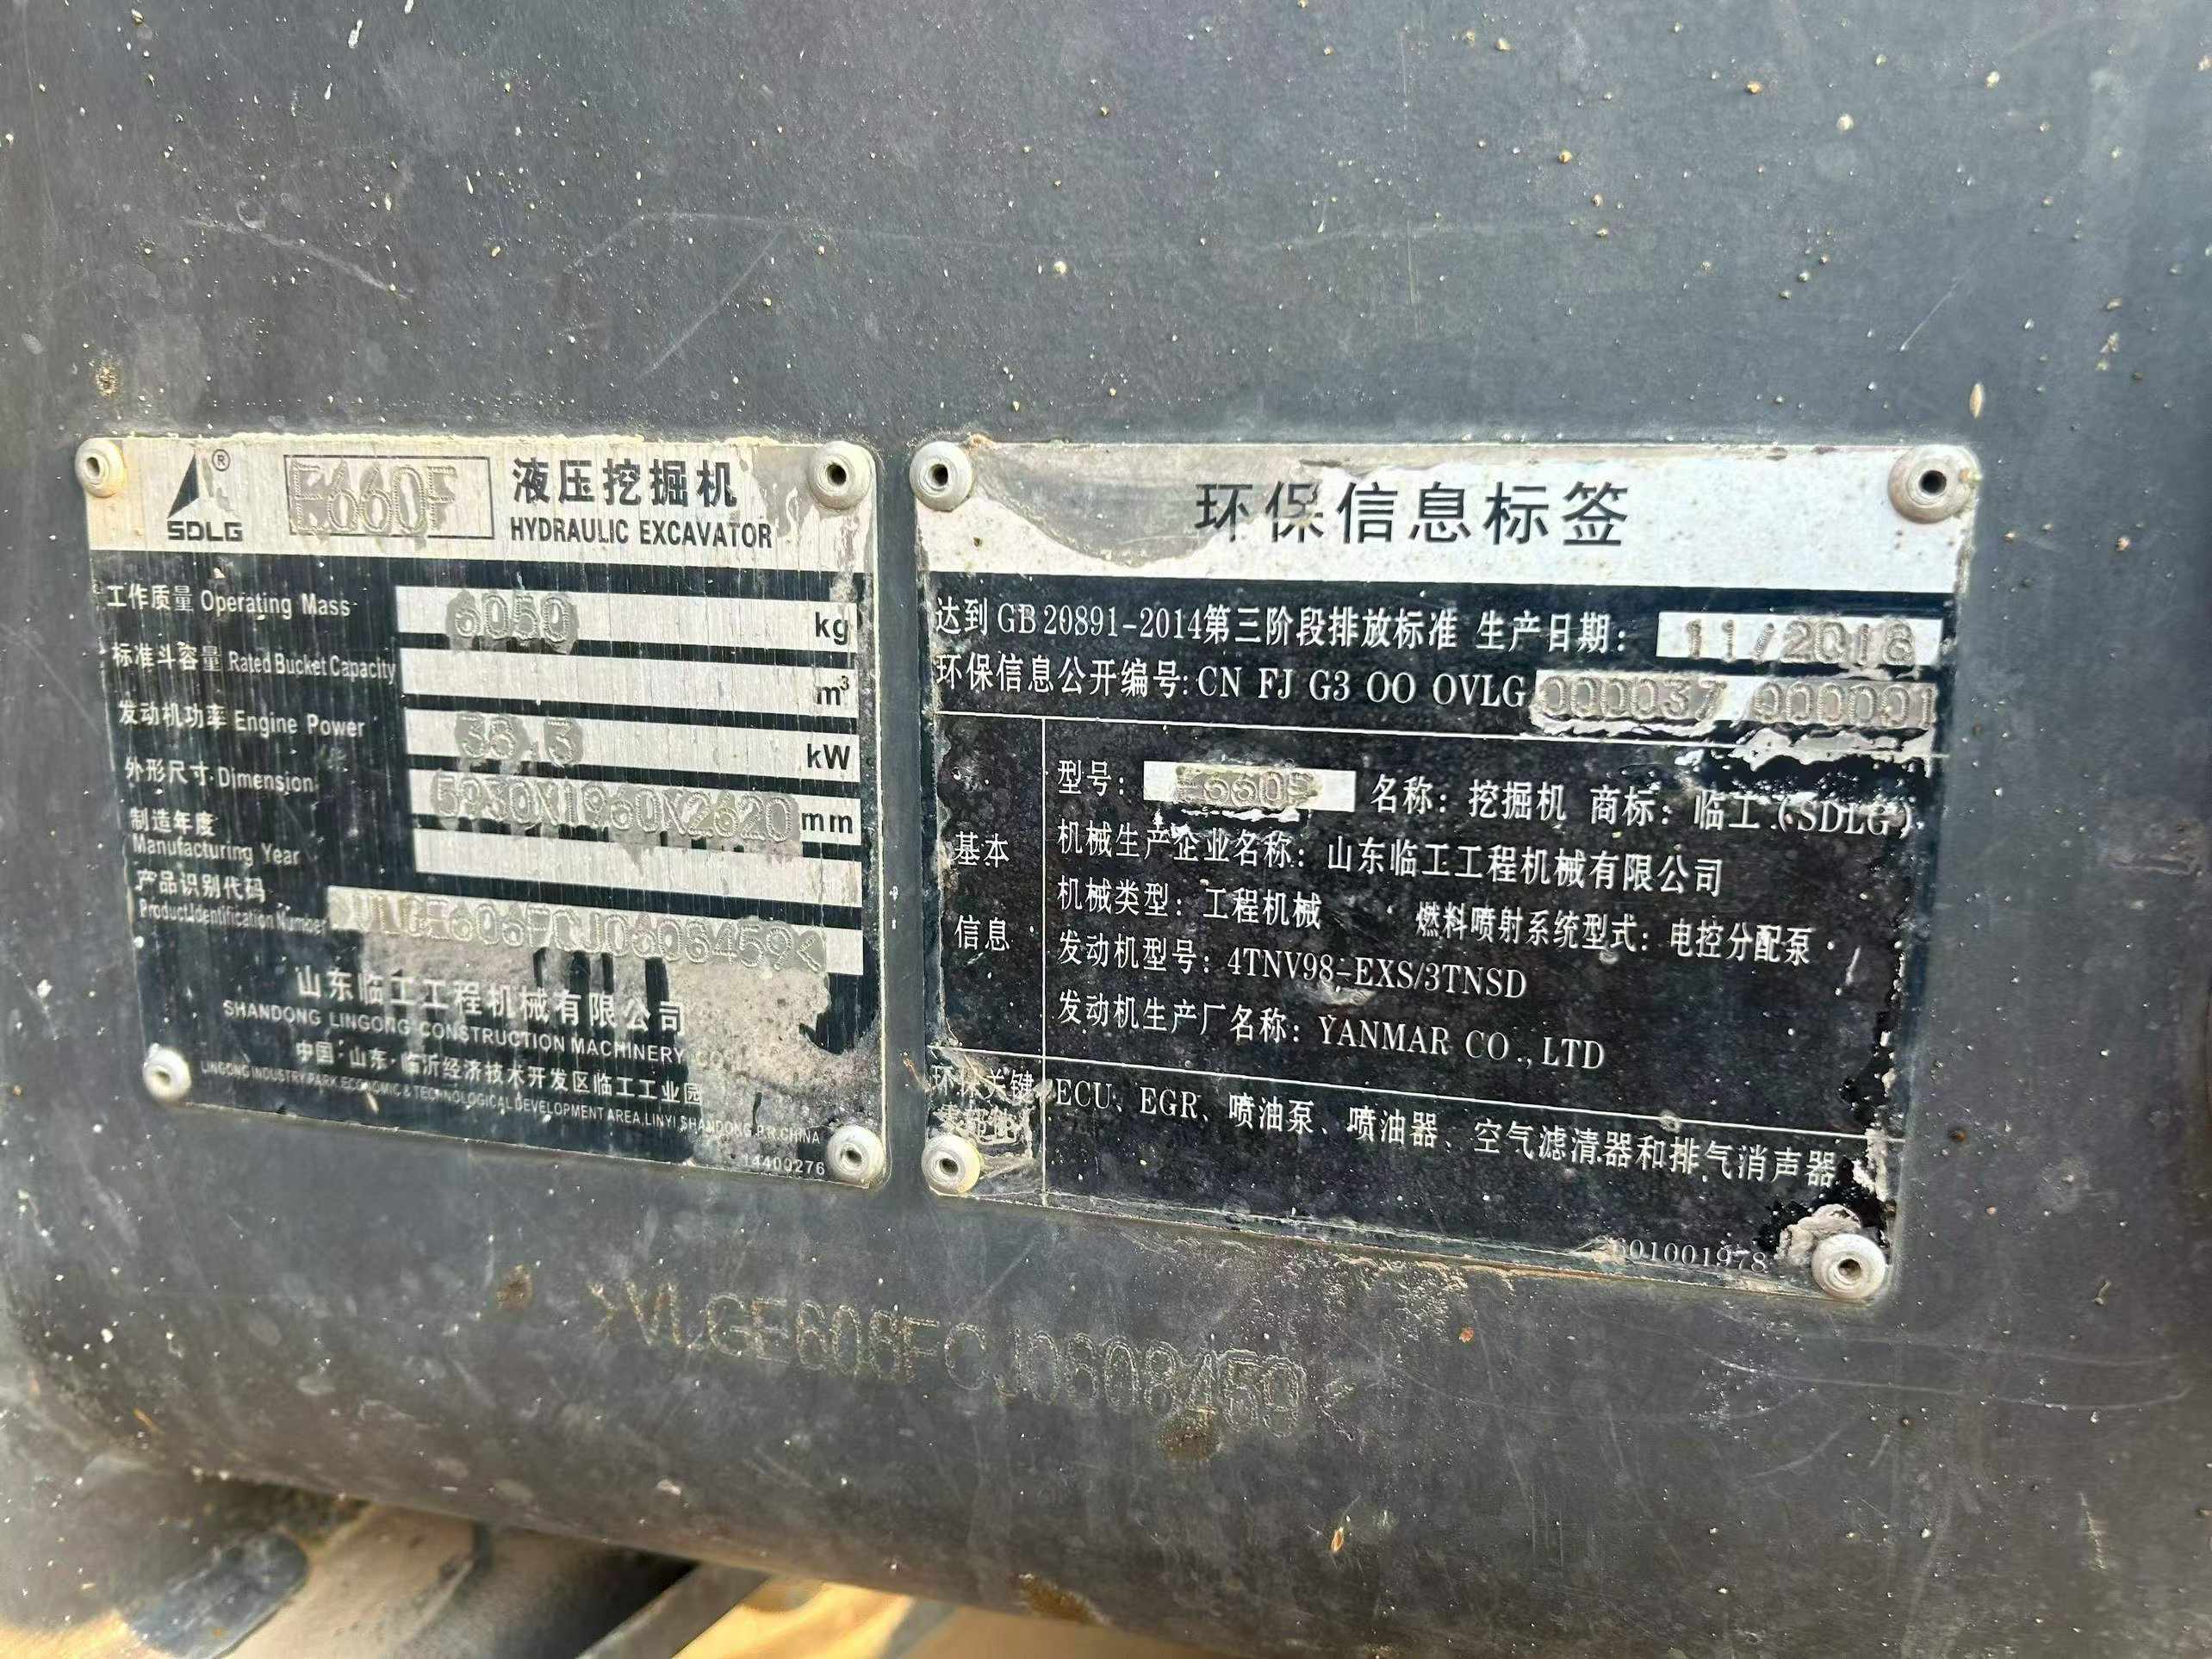 SDLG ® E660F 液压挖掘机
HYDRAULIC EXCAVATOR
工作质量 Operating Mass 6050 kg
标准斗容量 Rated Bucket Capacity m³
发动机功率 Engine Power kW
外形尺寸 Dimension mm
制造年度
Manufacturing Year
产品识别代码
Product Identification Number
山东临工工程机械有限公司
SHANDONG LINGONG CONSTRUCTION MACHINERY
中国·山东·临沂经济技术开发区临工工业园
LINGONG INDUSTRY PARK,ECONOMIC & TECHNOLOGICAL DEVELOPMENT AREA,LINYI SHANDONG P.R.CHINA
14400276
环保信息标签
达到 GB 20891-2014第三阶段排放标准 生产日期: 11/2018
环保信息公开编号: CN FJ G3 OO OVLG 000037 000001
基本
信息
型号: E660F 名称: 挖掘机 商标: 临工 (SDLG)
机械生产企业名称: 山东临工工程机械有限公司
机械类型: 工程机械 燃料喷射系统型式: 电控分配泵
发动机型号: 4TNV98-EXS/3TNSD
发动机生产厂名称: YANMAR CO.,LTD
环保关键
零部件
ECU、EGR、喷油泵、喷油器、空气滤清器和排气消声器
601001978